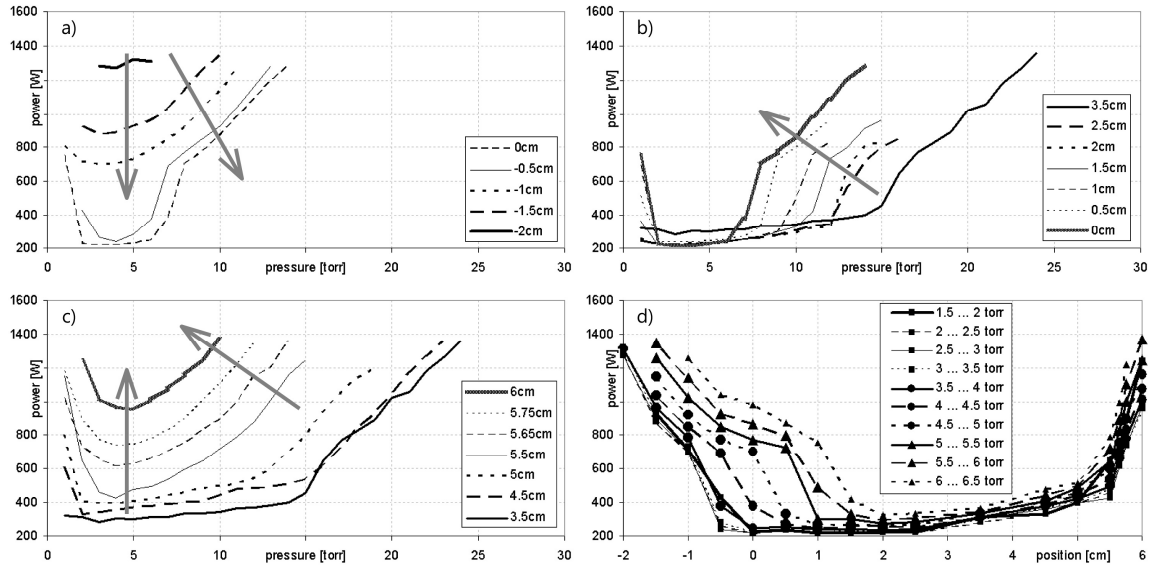 a)
1600
1400
1200
1000
800
600
400
200
power [W]
0
5
10
15
20
25
30
pressure [torr]
0cm
-0.5cm
-1cm
-1.5cm
-2cm
b)
1600
1400
1200
1000
800
600
400
200
power [W]
0
5
10
15
20
25
30
pressure [torr]
3.5cm
2.5cm
2cm
1.5cm
1cm
0.5cm
0cm
c)
1600
1400
1200
1000
800
600
400
200
power [W]
0
5
10
15
20
25
30
pressure [torr]
6cm
5.75cm
5.65cm
5.5cm
5cm
4.5cm
3.5cm
d)
1600
1400
1200
1000
800
600
400
200
power [W]
-2
-1
0
1
2
3
4
5
6
position [cm]
1.5 ... 2 torr
2 ... 2.5 torr
2.5 ... 3 torr
3 ... 3.5 torr
3.5 ... 4 torr
4 ... 4.5 torr
4.5 ... 5 torr
5 ... 5.5 torr
5.5 ... 6 torr
6 ... 6.5 torr